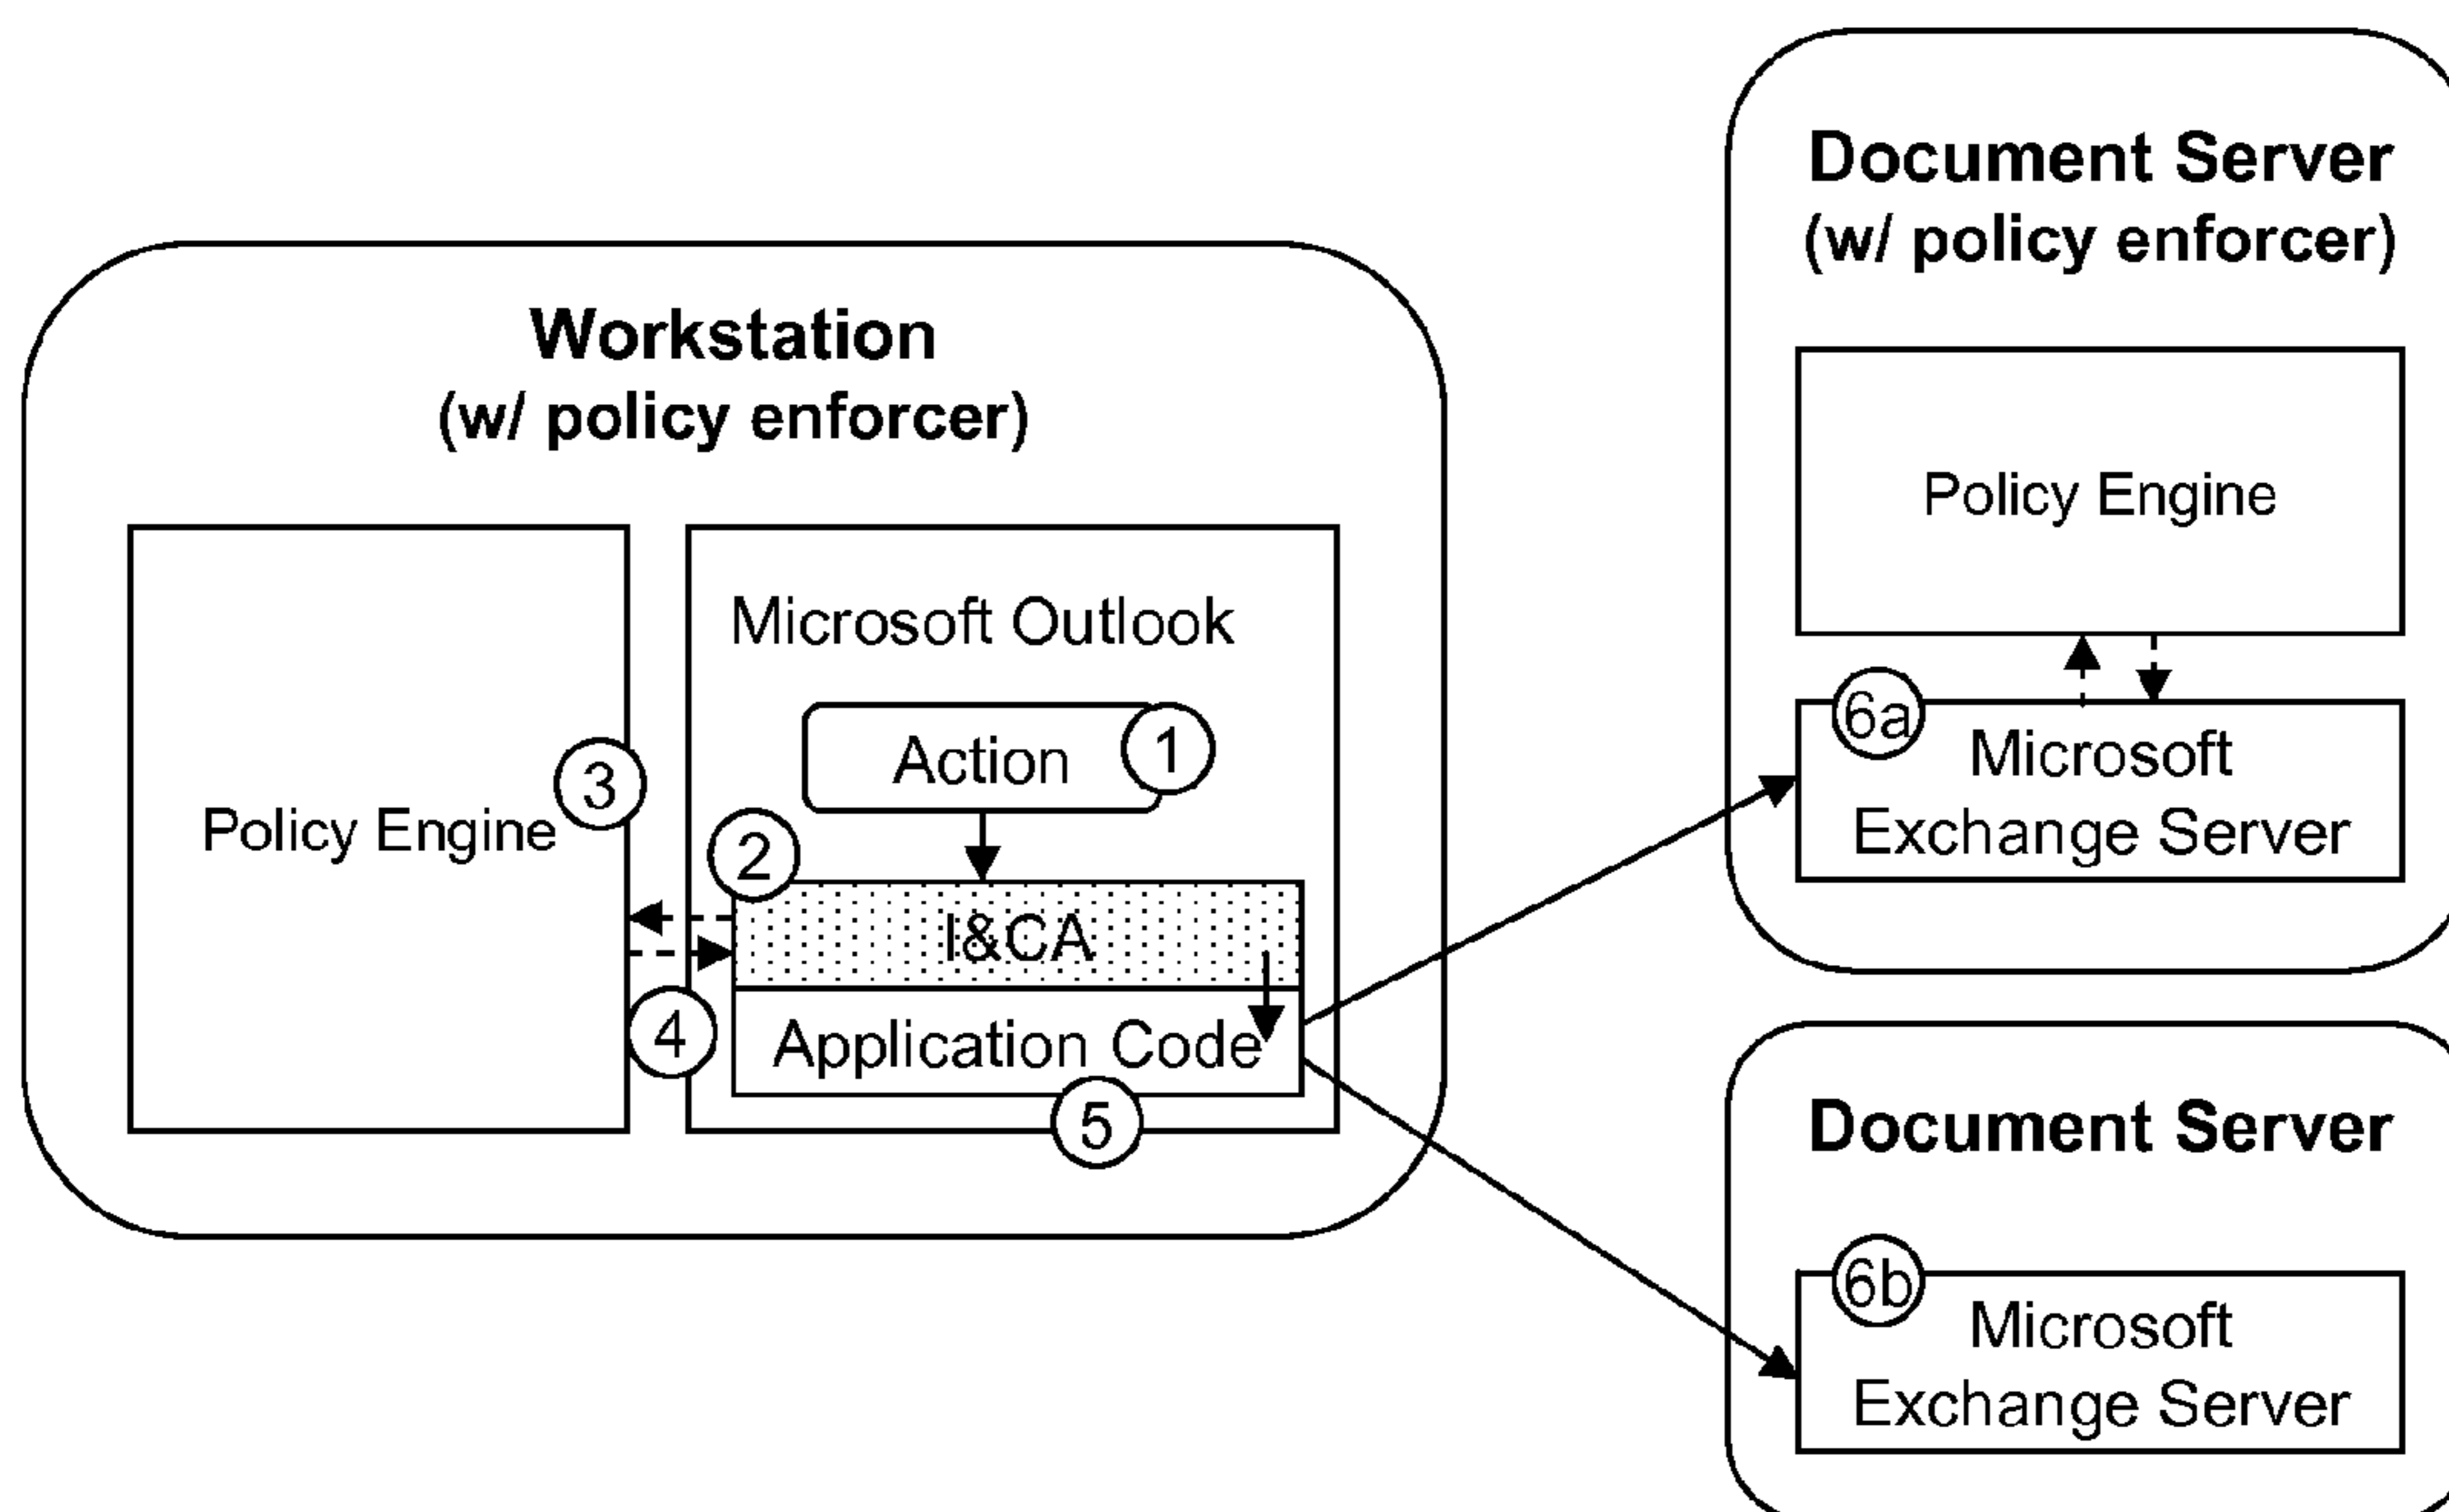 Workstation
(w/ policy enforcer)
Policy Engine
3
Microsoft Outlook
Action
1
2
I&CA
4
Application Code
5
Document Server
(w/ policy enforcer)
Policy Engine
6a
Microsoft
Exchange Server
Document Server
6b
Microsoft
Exchange Server